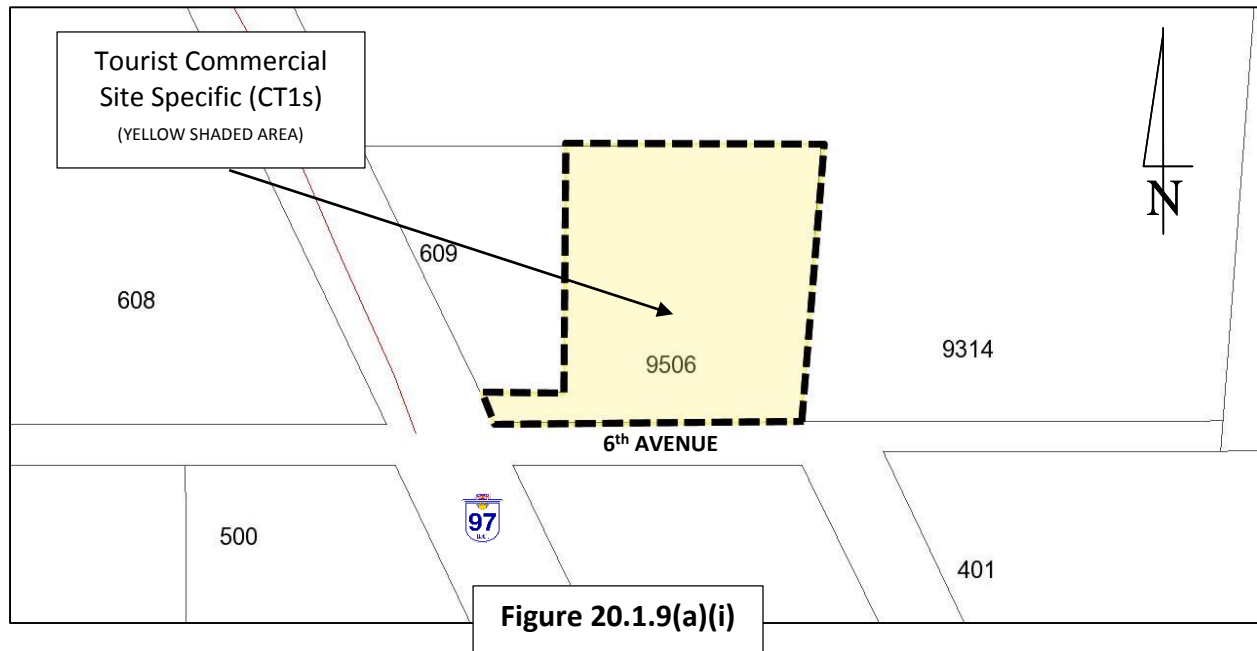 Tourist Commercial
Site Specific (CT1s)
(YELLOW SHADED AREA)
N
609
608
9314
9506
6th AVENUE
97
500
401
Figure 20.1.9(a)(i)